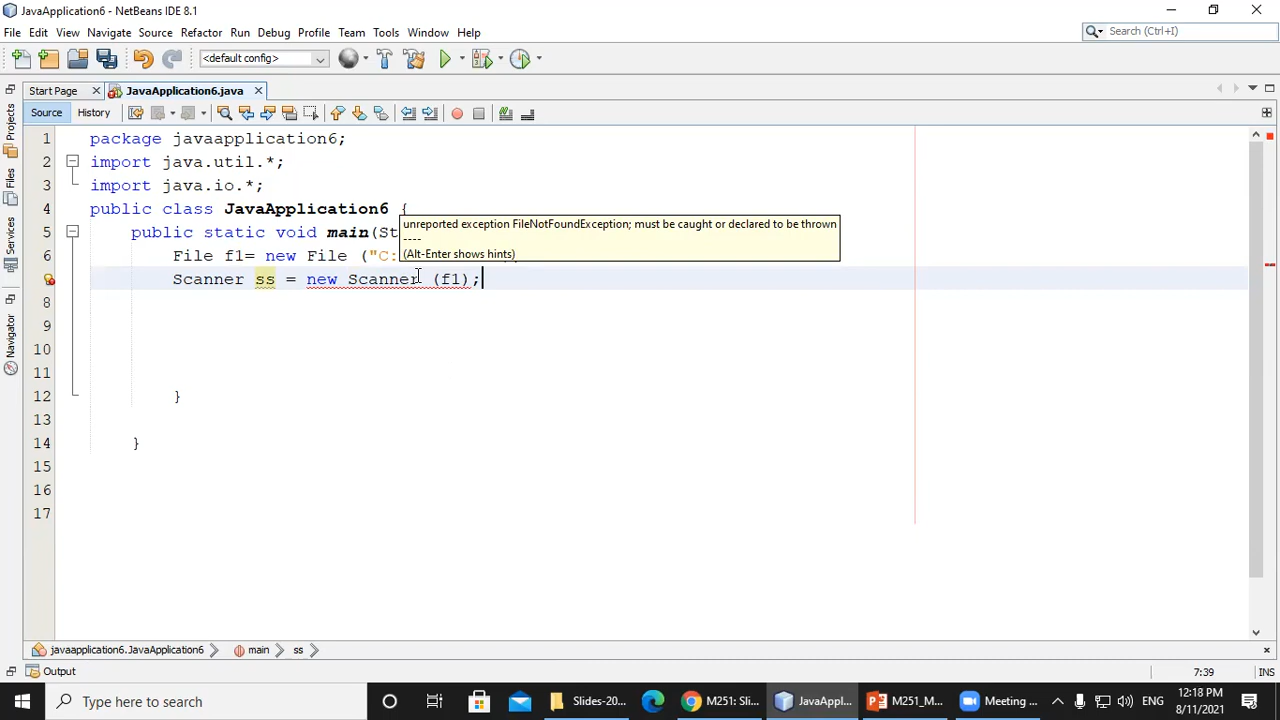 JavaApplication6 - NetBeans IDE 8.1
File Edit View Navigate Source Refactor Run Debug Profile Team Tools Window Help
Search (Ctrl+I)
<default config>
Start Page JavaApplication6.java
Source History
Projects
Files
Services
Navigator
1 package javaapplication6;
2 import java.util.*;
3 import java.io.*;
4 public class JavaApplication6 {
5 public static void main(St
6 File f1= new File ("C:
Scanner ss = new Scanner (f1);
8
9
10
11
12 }
13
14 }
15
16
17
unreported exception FileNotFoundException; must be caught or declared to be thrown
----
(Alt-Enter shows hints)
javaapplication6.JavaApplication6 main ss
Output
7:39 INS
Type here to search
Slides-20...
M251: Sli...
JavaAppl...
M251_M...
Meeting ...
ENG
12:18 PM
8/11/2021